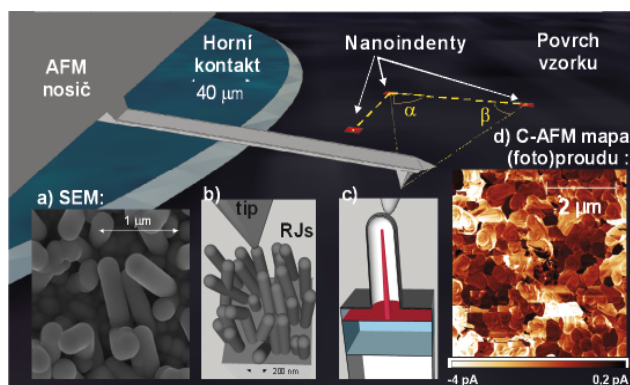 AFM
nosič
Horní
kontakt
40 µm
Nanoindenty
Povrch
vzorku
α
β
d) C-AFM mapa
(foto)proudu :
a) SEM:
1 µm
b)
tip
RJs
200 nm
c)
2 µm
-4 pA
0,2 pA